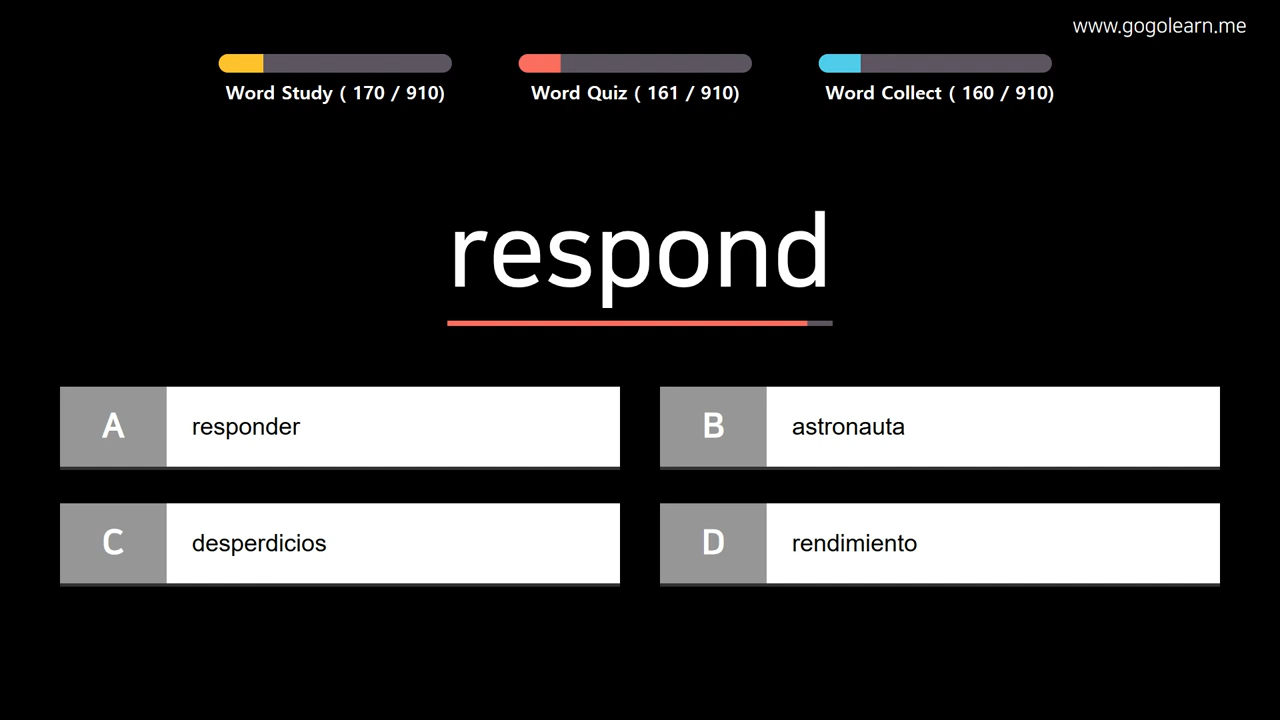 www.gogolearn.me
Word Study ( 170 / 910)
Word Quiz ( 161 / 910)
Word Collect ( 160 / 910)
respond
A responder
B astronauta
C desperdicios
D rendimiento